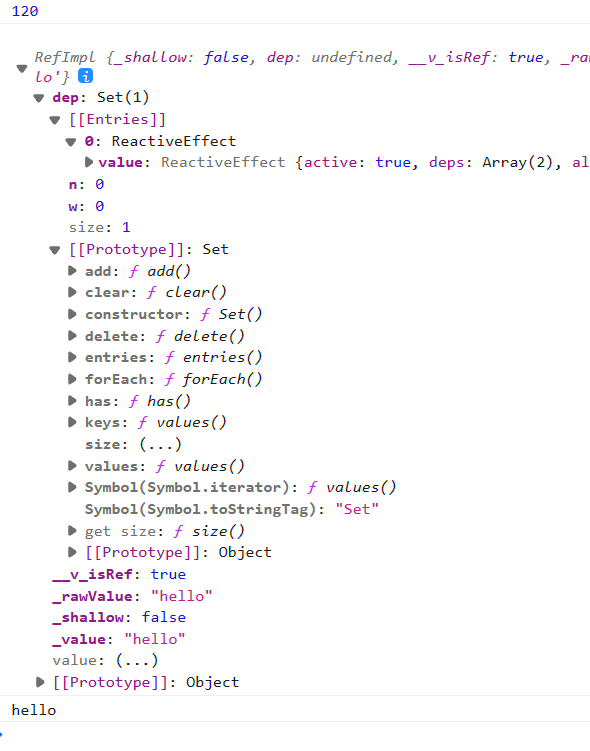 120
RefImpl {_shallow: false, dep: undefined, __v_isRef: true, _ra
lo'} i
dep: Set(1)
[[Entries]]
0: ReactiveEffect
value: ReactiveEffect {active: true, deps: Array(2), al
n: 0
w: 0
size: 1
[[Prototype]]: Set
add: ƒ add()
clear: ƒ clear()
constructor: ƒ Set()
delete: ƒ delete()
entries: ƒ entries()
forEach: ƒ forEach()
has: ƒ has()
keys: ƒ values()
size: (...)
values: ƒ values()
Symbol(Symbol.iterator): ƒ values()
Symbol(Symbol.toStringTag): "Set"
get size: ƒ size()
[[Prototype]]: Object
__v_isRef: true
_rawValue: "hello"
_shallow: false
_value: "hello"
value: (...)
[[Prototype]]: Object
hello